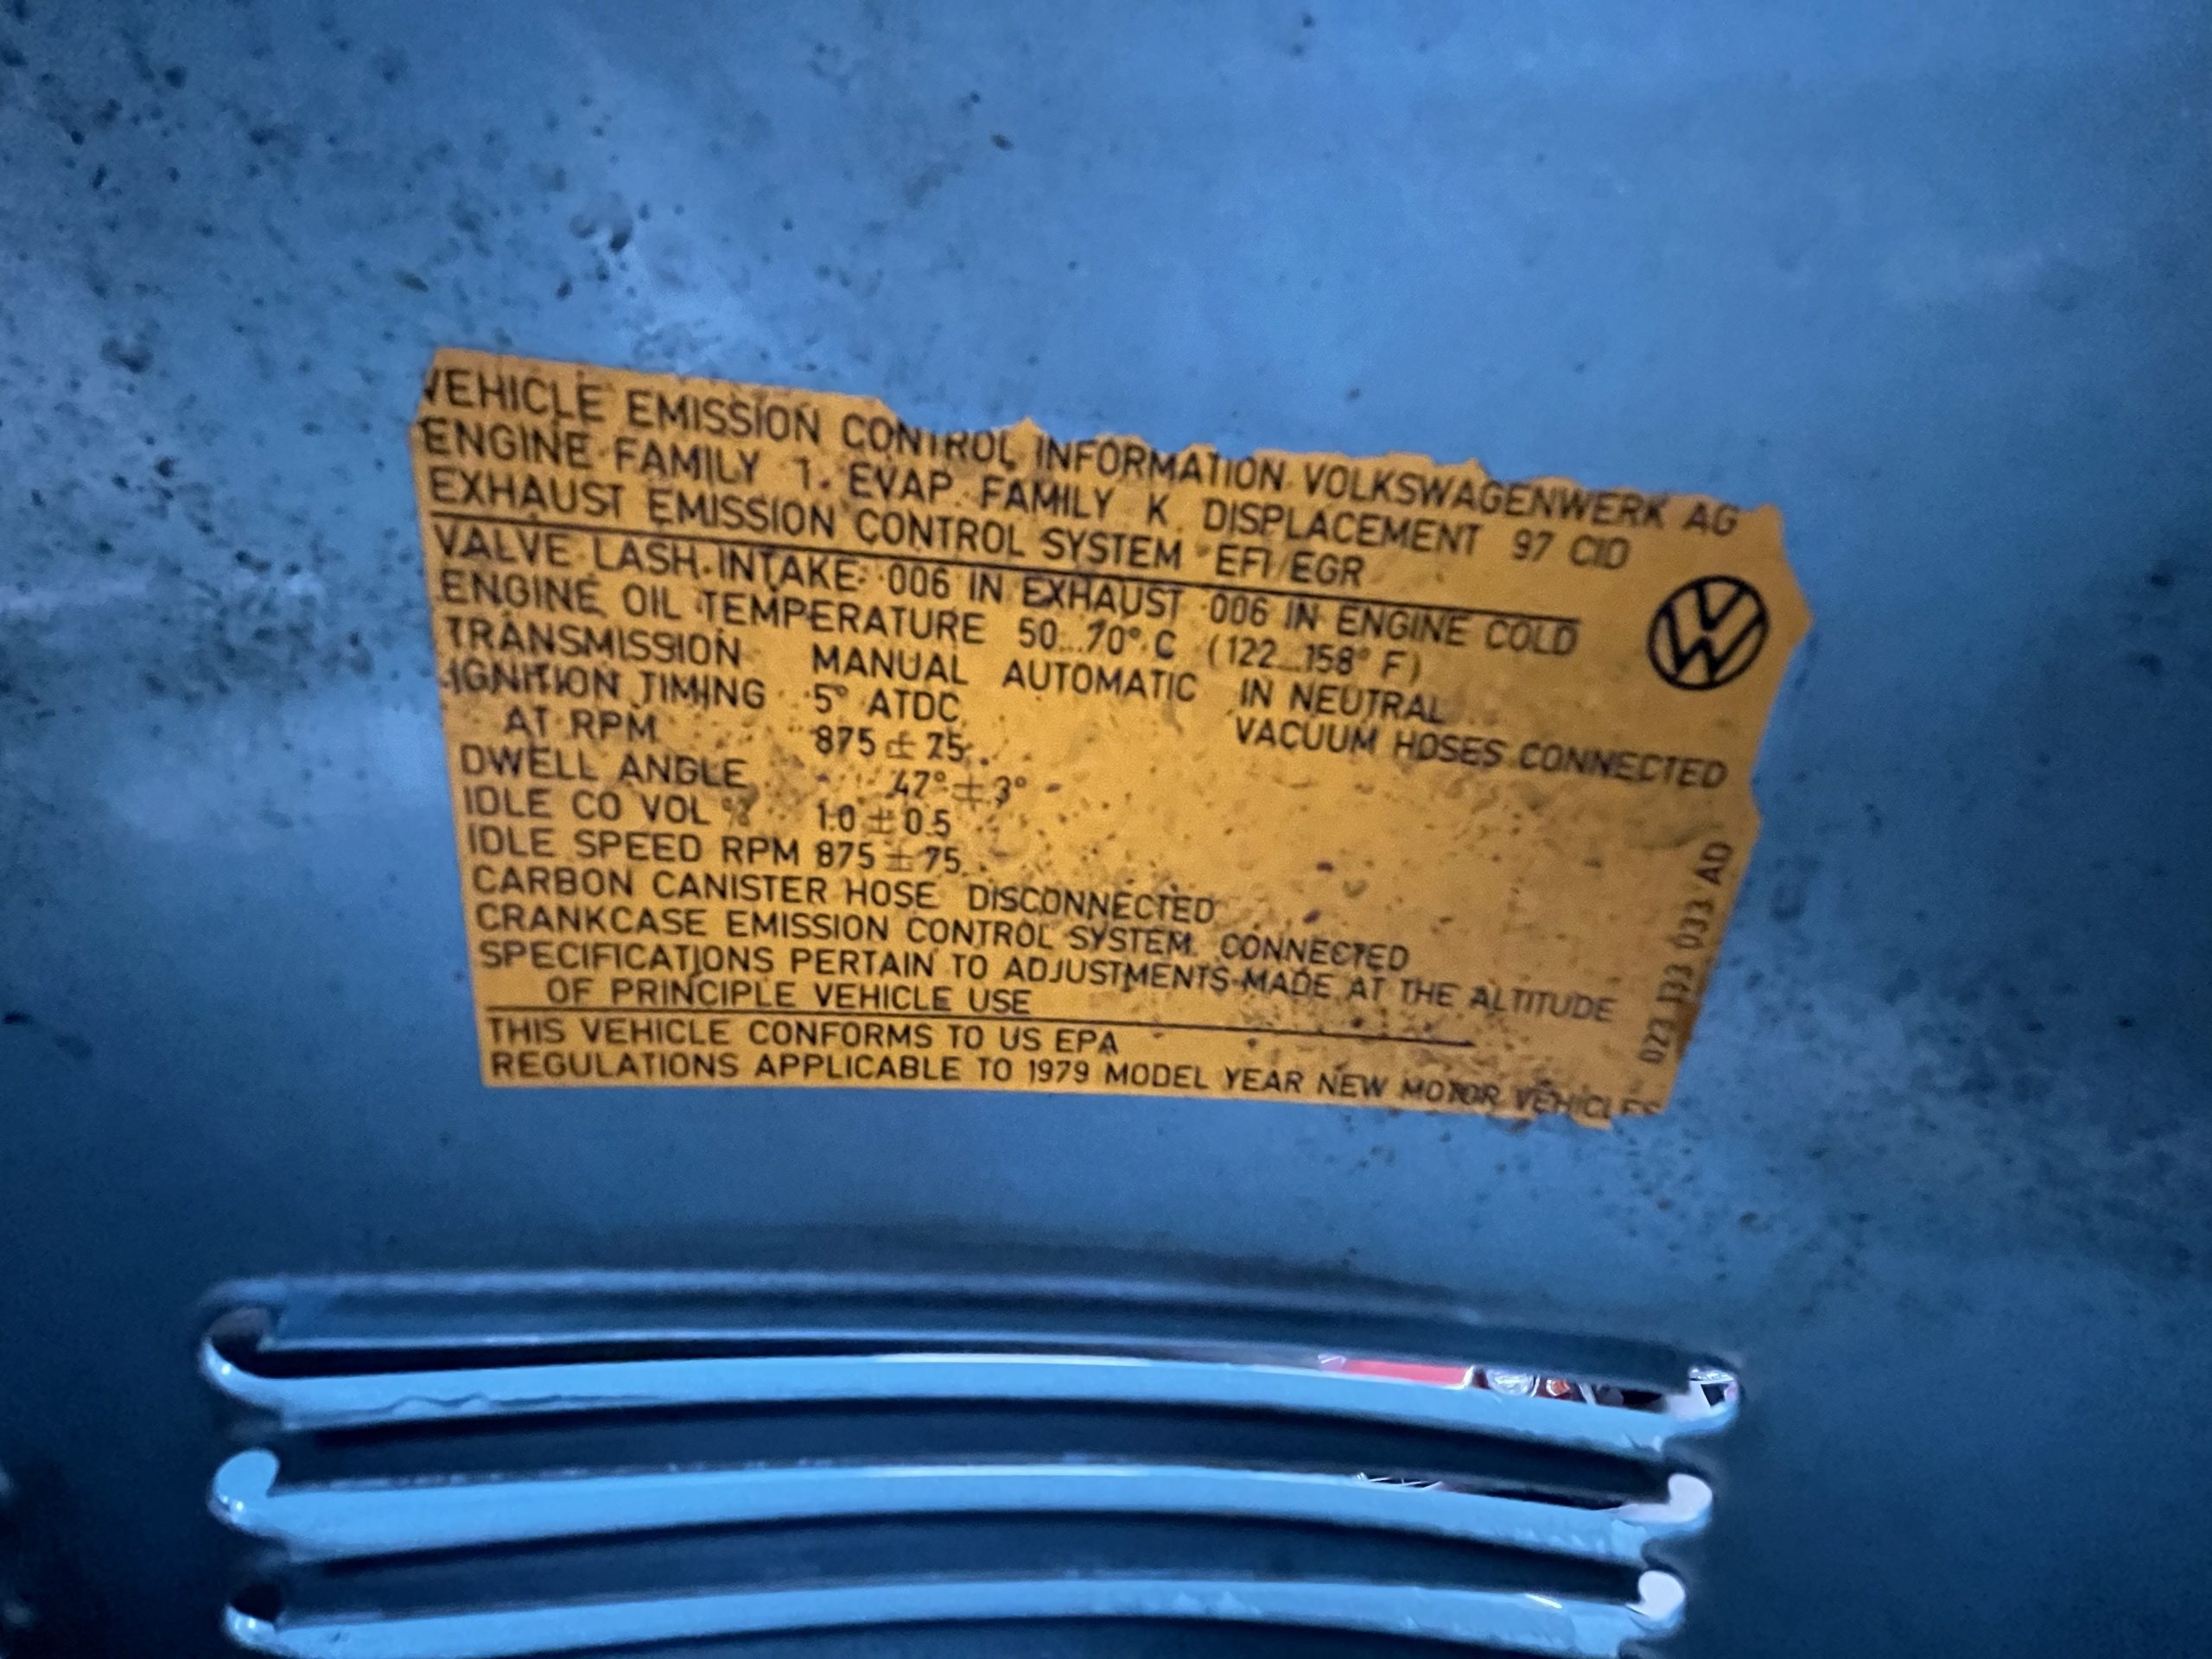 VEHICLE EMISSION CONTROL INFORMATION VOLKSWAGENWERK AG
ENGINE FAMILY 1. EVAP. FAMILY K DISPLACEMENT 97 CID
EXHAUST EMISSION CONTROL SYSTEM EFI/EGR
VALVE LASH INTAKE .006 IN EXHAUST .006 IN ENGINE COLD
ENGINE OIL TEMPERATURE 50...70° C (122...158° F)
TRANSMISSION MANUAL AUTOMATIC IN NEUTRAL
IGNITION TIMING 5° ATDC VACUUM HOSES CONNECTED
AT RPM 875 ± 75
DWELL ANGLE 47° ± 3°
IDLE CO VOL % 1.0 ± 0.5
IDLE SPEED RPM 875 ± 75
CARBON CANISTER HOSE DISCONNECTED
CRANKCASE EMISSION CONTROL SYSTEM CONNECTED
SPECIFICATIONS PERTAIN TO ADJUSTMENTS MADE AT THE ALTITUDE
OF PRINCIPLE VEHICLE USE
THIS VEHICLE CONFORMS TO US EPA
REGULATIONS APPLICABLE TO 1979 MODEL YEAR NEW MOTOR VEHICLES
023 133 033 AD